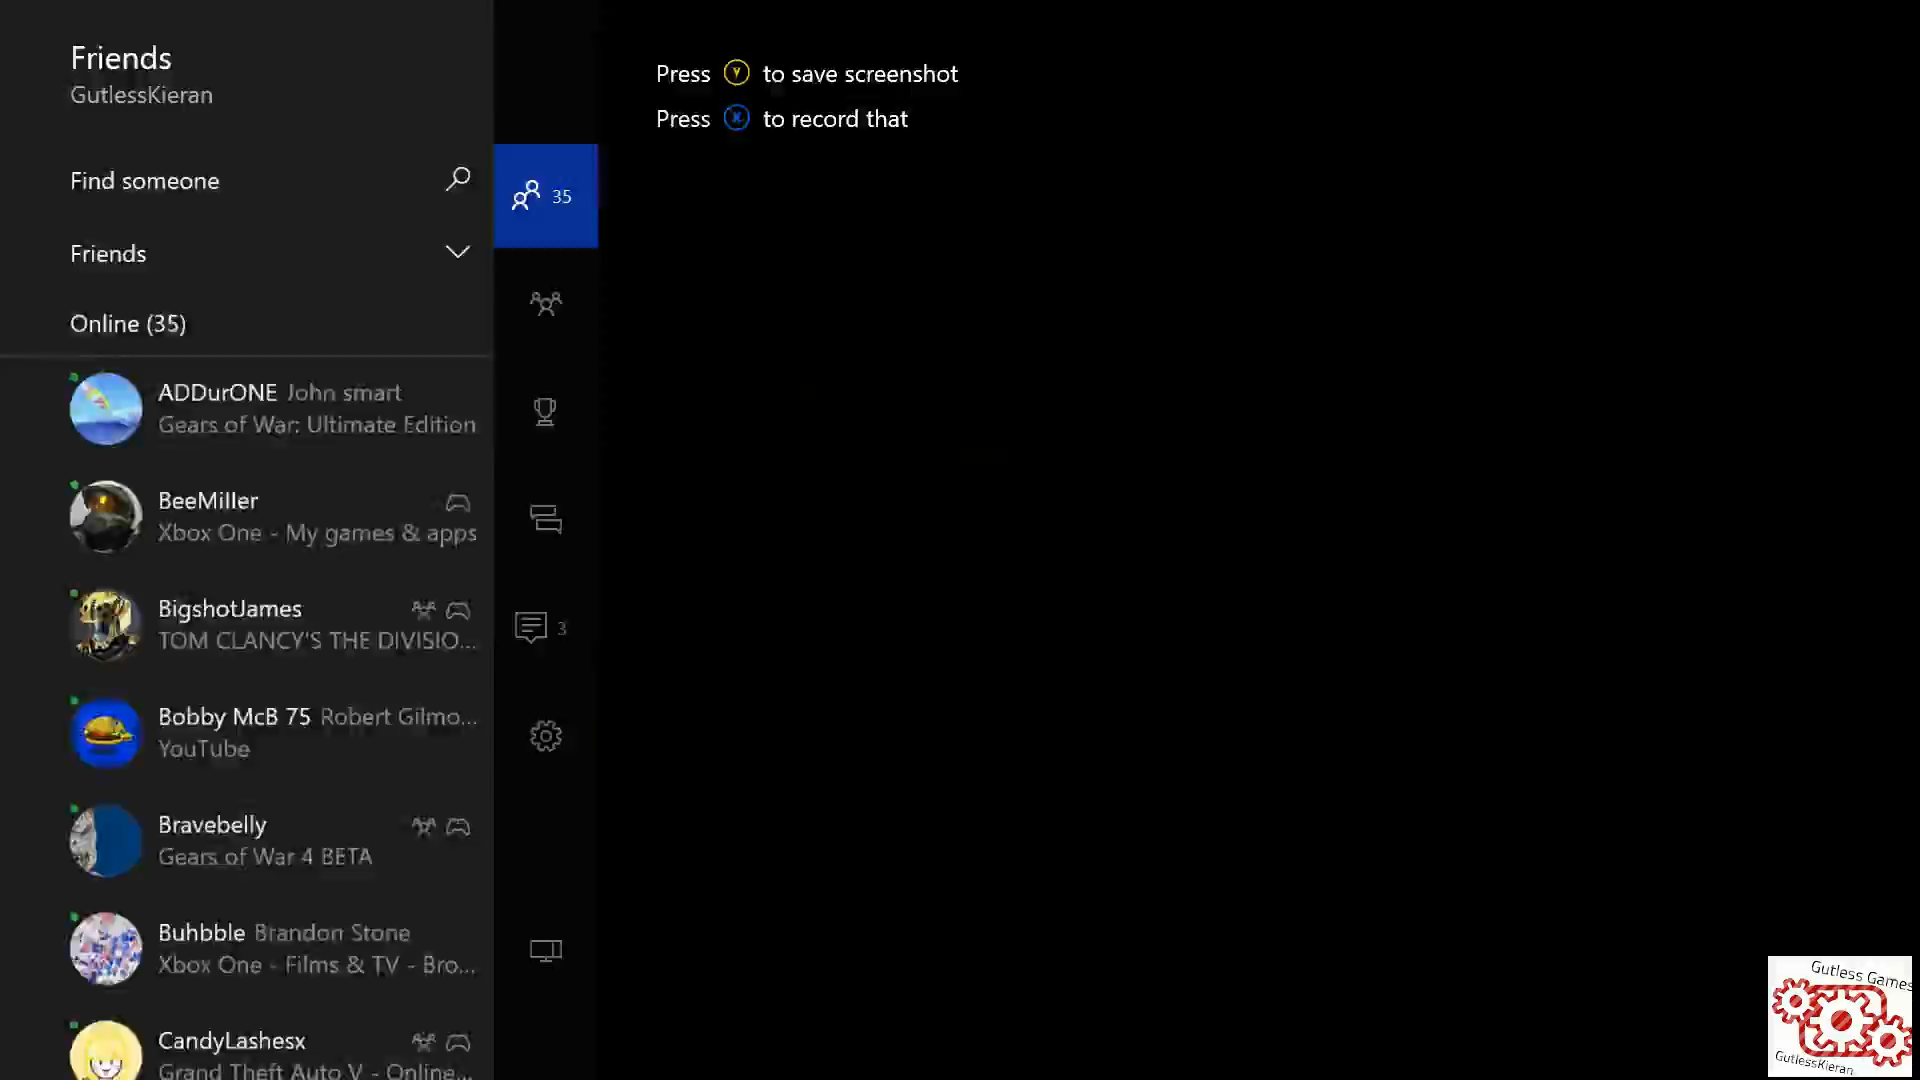 Friends
GutlessKieran
Find someone
Friends
Online (35)
ADDurONE John smart
Gears of War: Ultimate Edition
BeeMiller
Xbox One - My games & apps
BigshotJames
TOM CLANCY'S THE DIVISIO...
Bobby McB 75 Robert Gilmo...
YouTube
Bravebelly
Gears of War 4 BETA
Buhbble Brandon Stone
Xbox One - Films & TV - Bro...
CandyLashesx
Grand Theft Auto V - Online...
35
3
Press Y to save screenshot
Press X to record that
Gutless Games
GutlessKieran